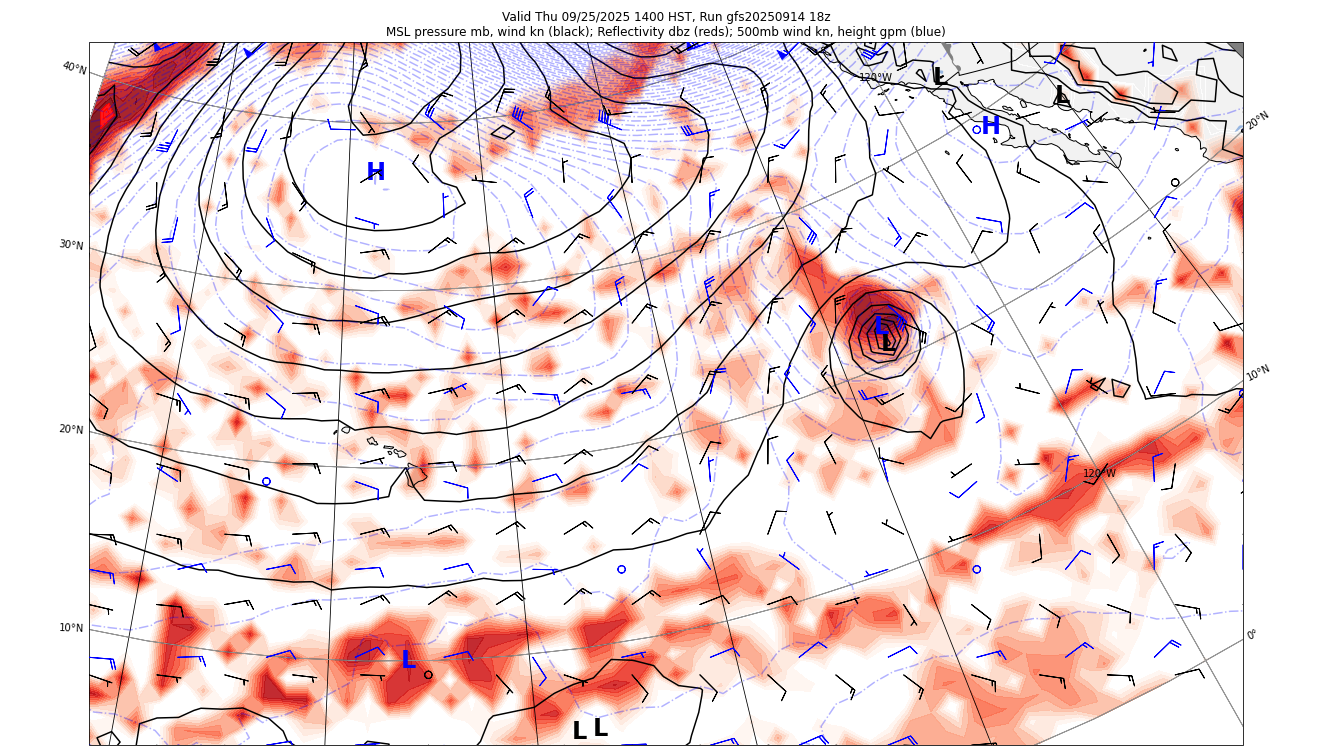 Valid Thu 09/25/2025 1400 HST, Run gfs20250914 18z
MSL pressure mb, wind kn (black); Reflectivity dbz (reds); 500mb wind kn, height gpm (blue)
40°N
120°W
L
L
20°N
H
H
30°N
L
L
10°N
20°N
120°W
10°N
0°
L
L L